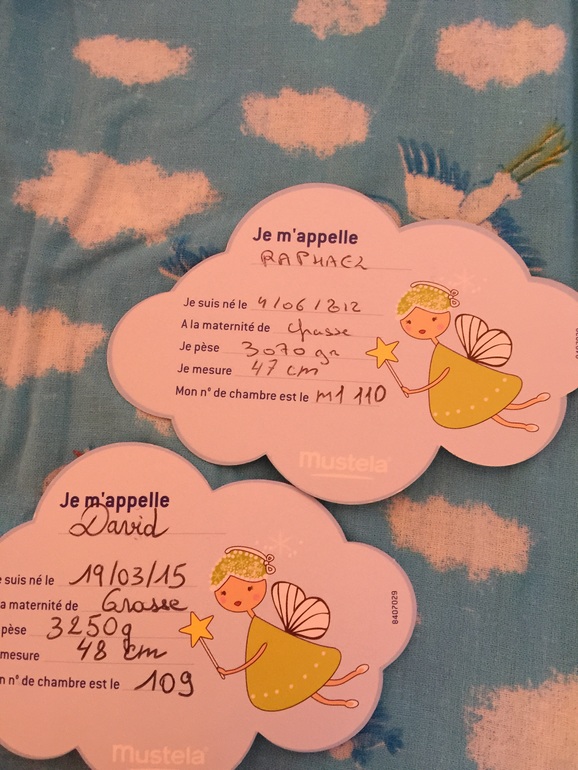 Je m'appelle
RAPHAEL
Je suis né le 4/06/212
A la maternité de Grasse
Je pèse 3070 gr
Je mesure 47 cm
Mon n° de chambre est le m1 110
Mustela
Je m'appelle
David
e suis né le 19/03/15
a maternité de Grasse
pèse 3250g
mesure 48 cm
n n° de chambre est le 109
8407029
Mustela